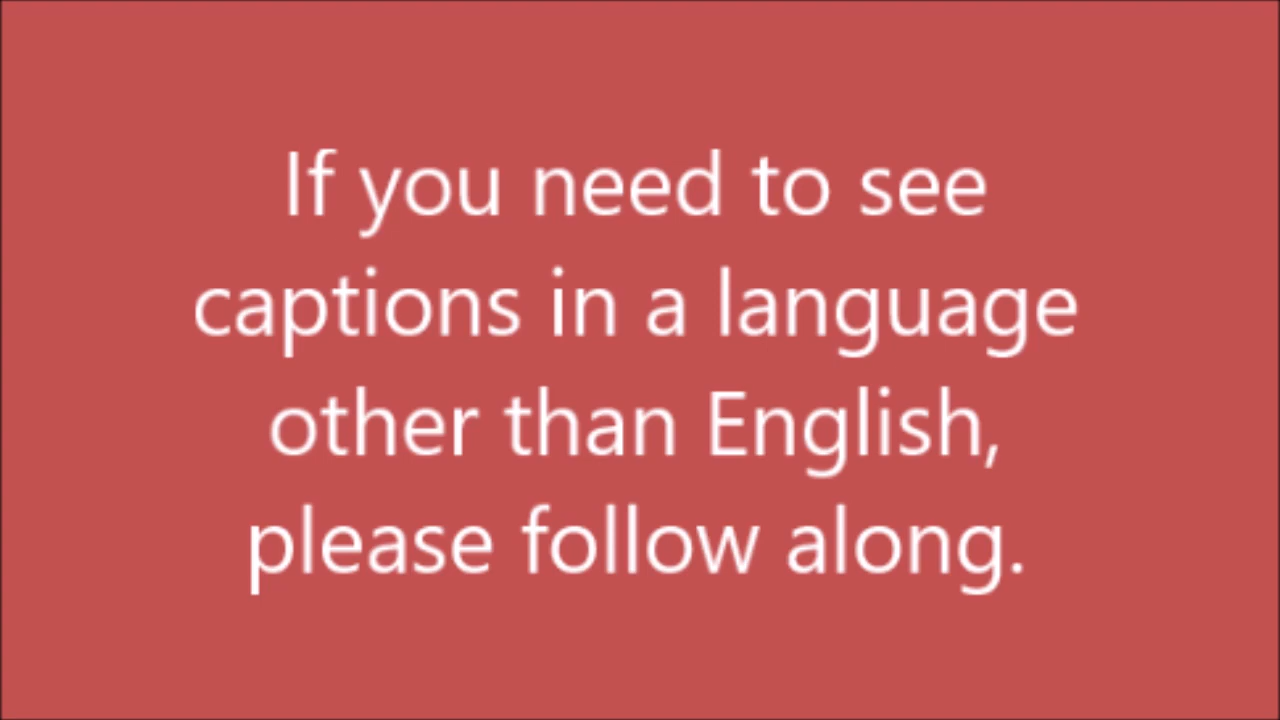 If you need to see
captions in a language
other than English,
please follow along.